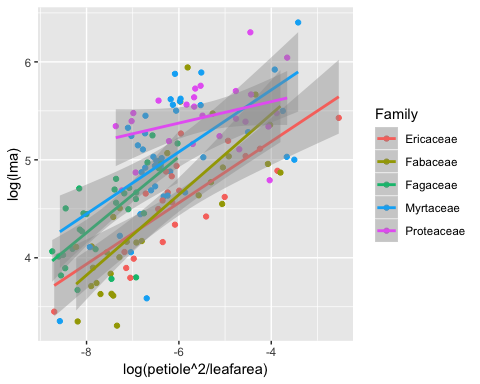 6
5
4
log(lma)
-8
-6
-4
log(petiole^2/leafarea)
Family
Ericaceae
Fabaceae
Fagaceae
Myrtaceae
Proteaceae